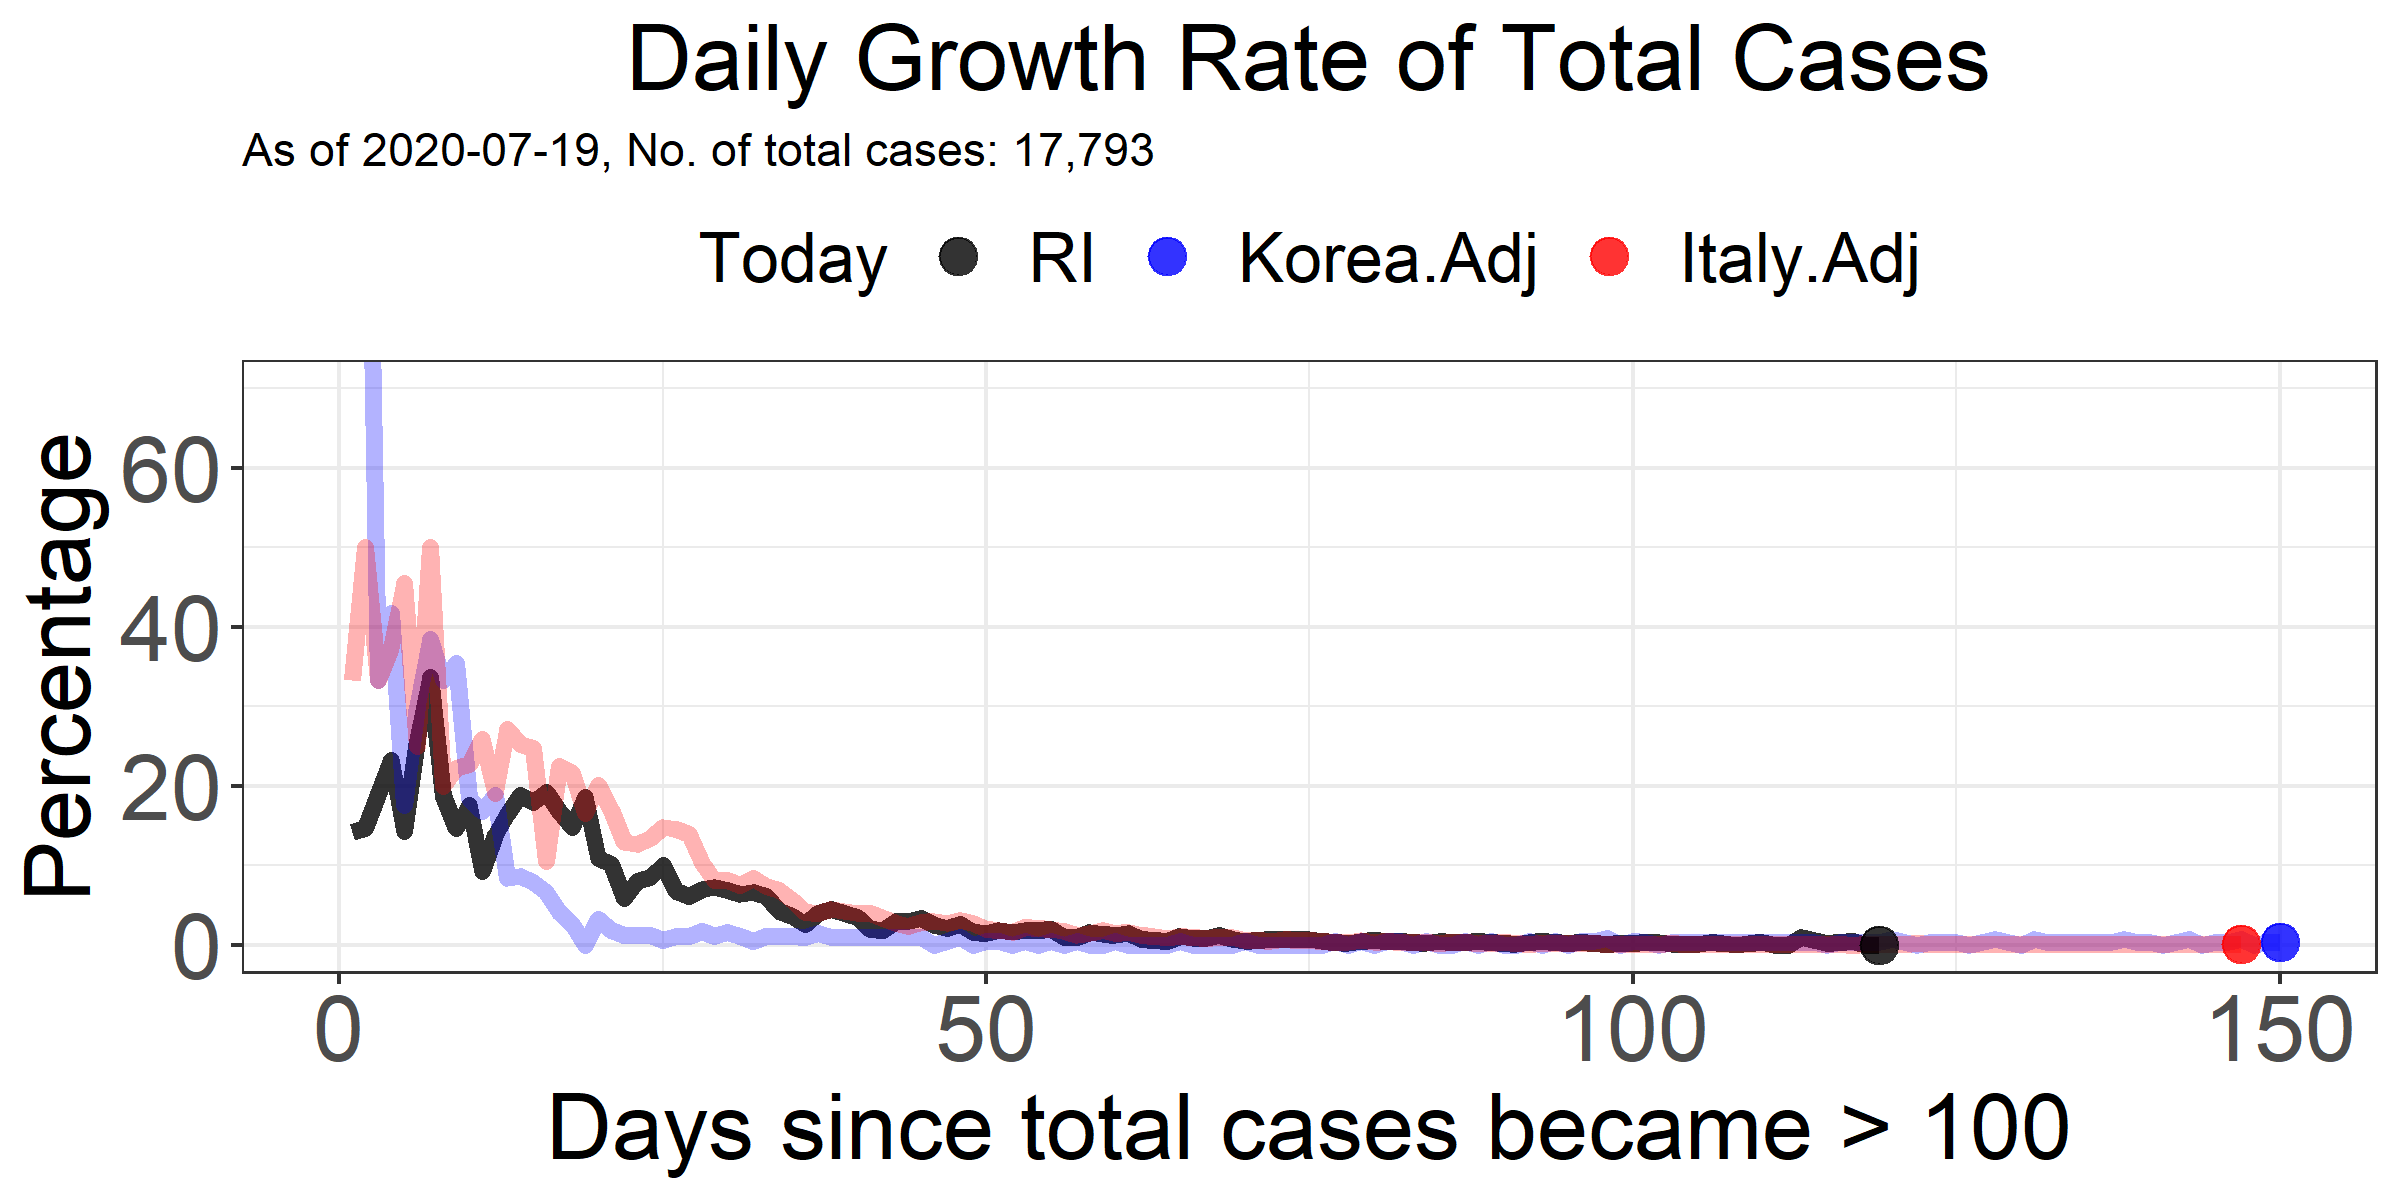 Daily Growth Rate of Total Cases
As of 2020-07-19, No. of total cases: 17,793
Today RI Korea.Adj Italy.Adj
Percentage
60
40
20
0
0 50 100 150
Days since total cases became > 100